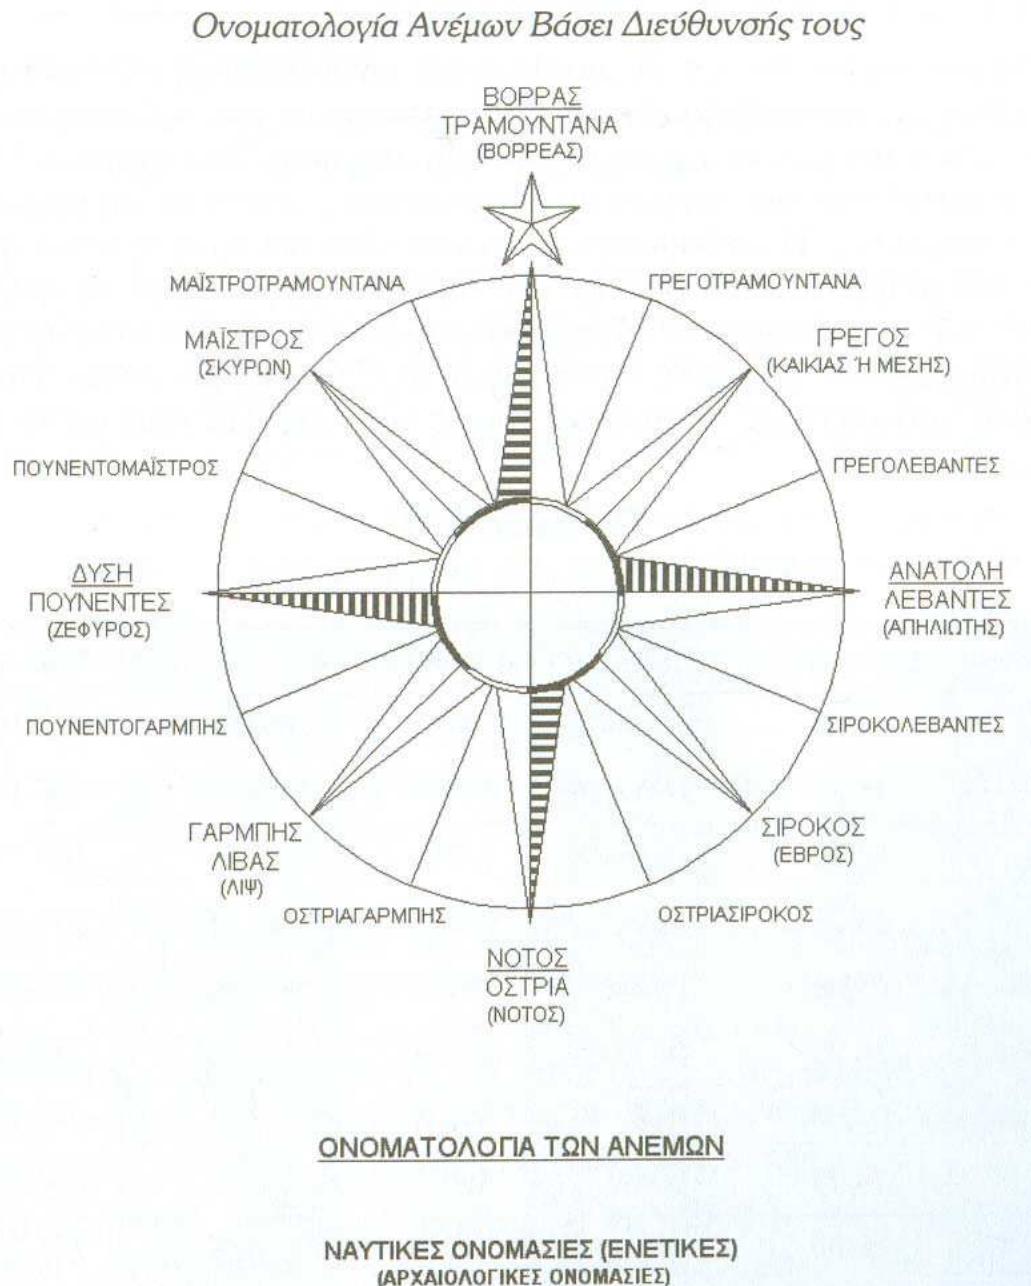 Ονοματολογία Ανέμων Βάσει Διεύθυνσής τους
ΒΟΡΡΑΣ
ΤΡΑΜΟΥΝΤΑΝΑ
(ΒΟΡΡΕΑΣ)
ΜΑΪΣΤΡΟΤΡΑΜΟΥΝΤΑΝΑ
ΓΡΕΓΟΤΡΑΜΟΥΝΤΑΝΑ
ΜΑΪΣΤΡΟΣ
(ΣΚΥΡΩΝ)
ΓΡΕΓΟΣ
(ΚΑΙΚΙΑΣ Ή ΜΕΣΗΣ)
ΠΟΥΝΕΝΤΟΜΑΪΣΤΡΟΣ
ΓΡΕΓΟΛΕΒΑΝΤΕΣ
ΔΥΣΗ
ΠΟΥΝΕΝΤΕΣ
(ΖΕΦΥΡΟΣ)
ΑΝΑΤΟΛΗ
ΛΕΒΑΝΤΕΣ
(ΑΠΗΛΙΩΤΗΣ)
ΠΟΥΝΕΝΤΟΓΑΡΜΠΗΣ
ΣΙΡΟΚΟΛΕΒΑΝΤΕΣ
ΓΑΡΜΠΗΣ
ΛΙΒΑΣ
(ΛΙΨ)
ΣΙΡΟΚΟΣ
(ΕΒΡΟΣ)
ΟΣΤΡΙΑΓΑΡΜΠΗΣ
ΟΣΤΡΙΑΣΙΡΟΚΟΣ
ΝΟΤΟΣ
ΟΣΤΡΙΑ
(ΝΟΤΟΣ)
ΟΝΟΜΑΤΟΛΟΓΙΑ ΤΩΝ ΑΝΕΜΩΝ
ΝΑΥΤΙΚΕΣ ΟΝΟΜΑΣΙΕΣ (ΕΝΕΤΙΚΕΣ)
(ΑΡΧΑΙΟΛΟΓΙΚΕΣ ΟΝΟΜΑΣΙΕΣ)